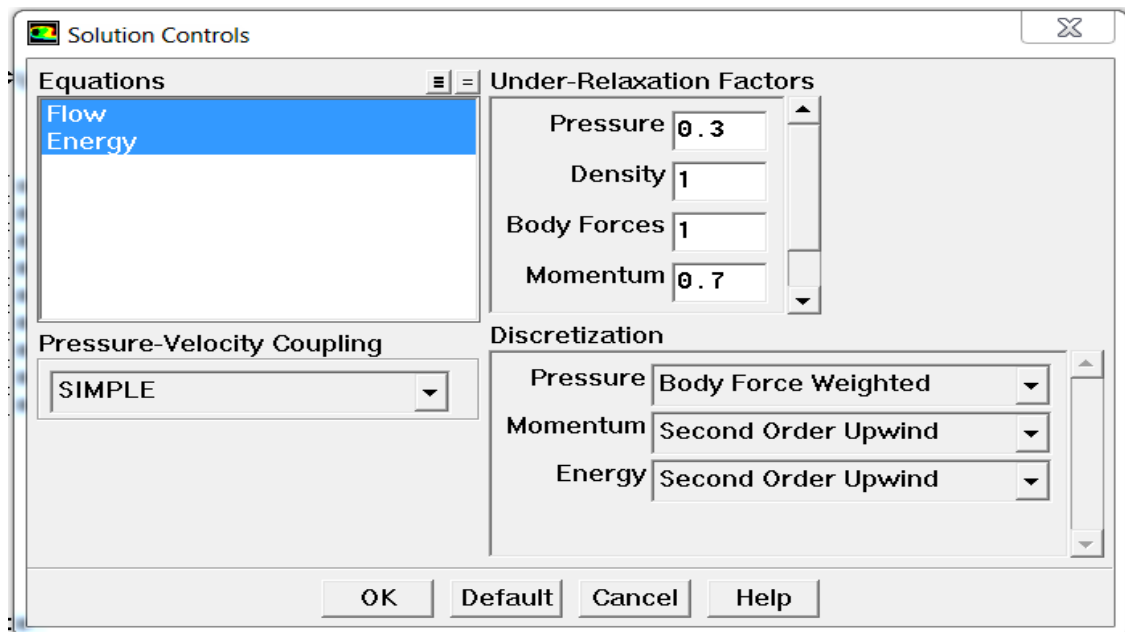 Solution Controls
Equations
Flow
Energy
Under-Relaxation Factors
Pressure 0.3
Density 1
Body Forces 1
Momentum 0.7
Pressure-Velocity Coupling
SIMPLE
Discretization
Pressure Body Force Weighted
Momentum Second Order Upwind
Energy Second Order Upwind
OK Default Cancel Help